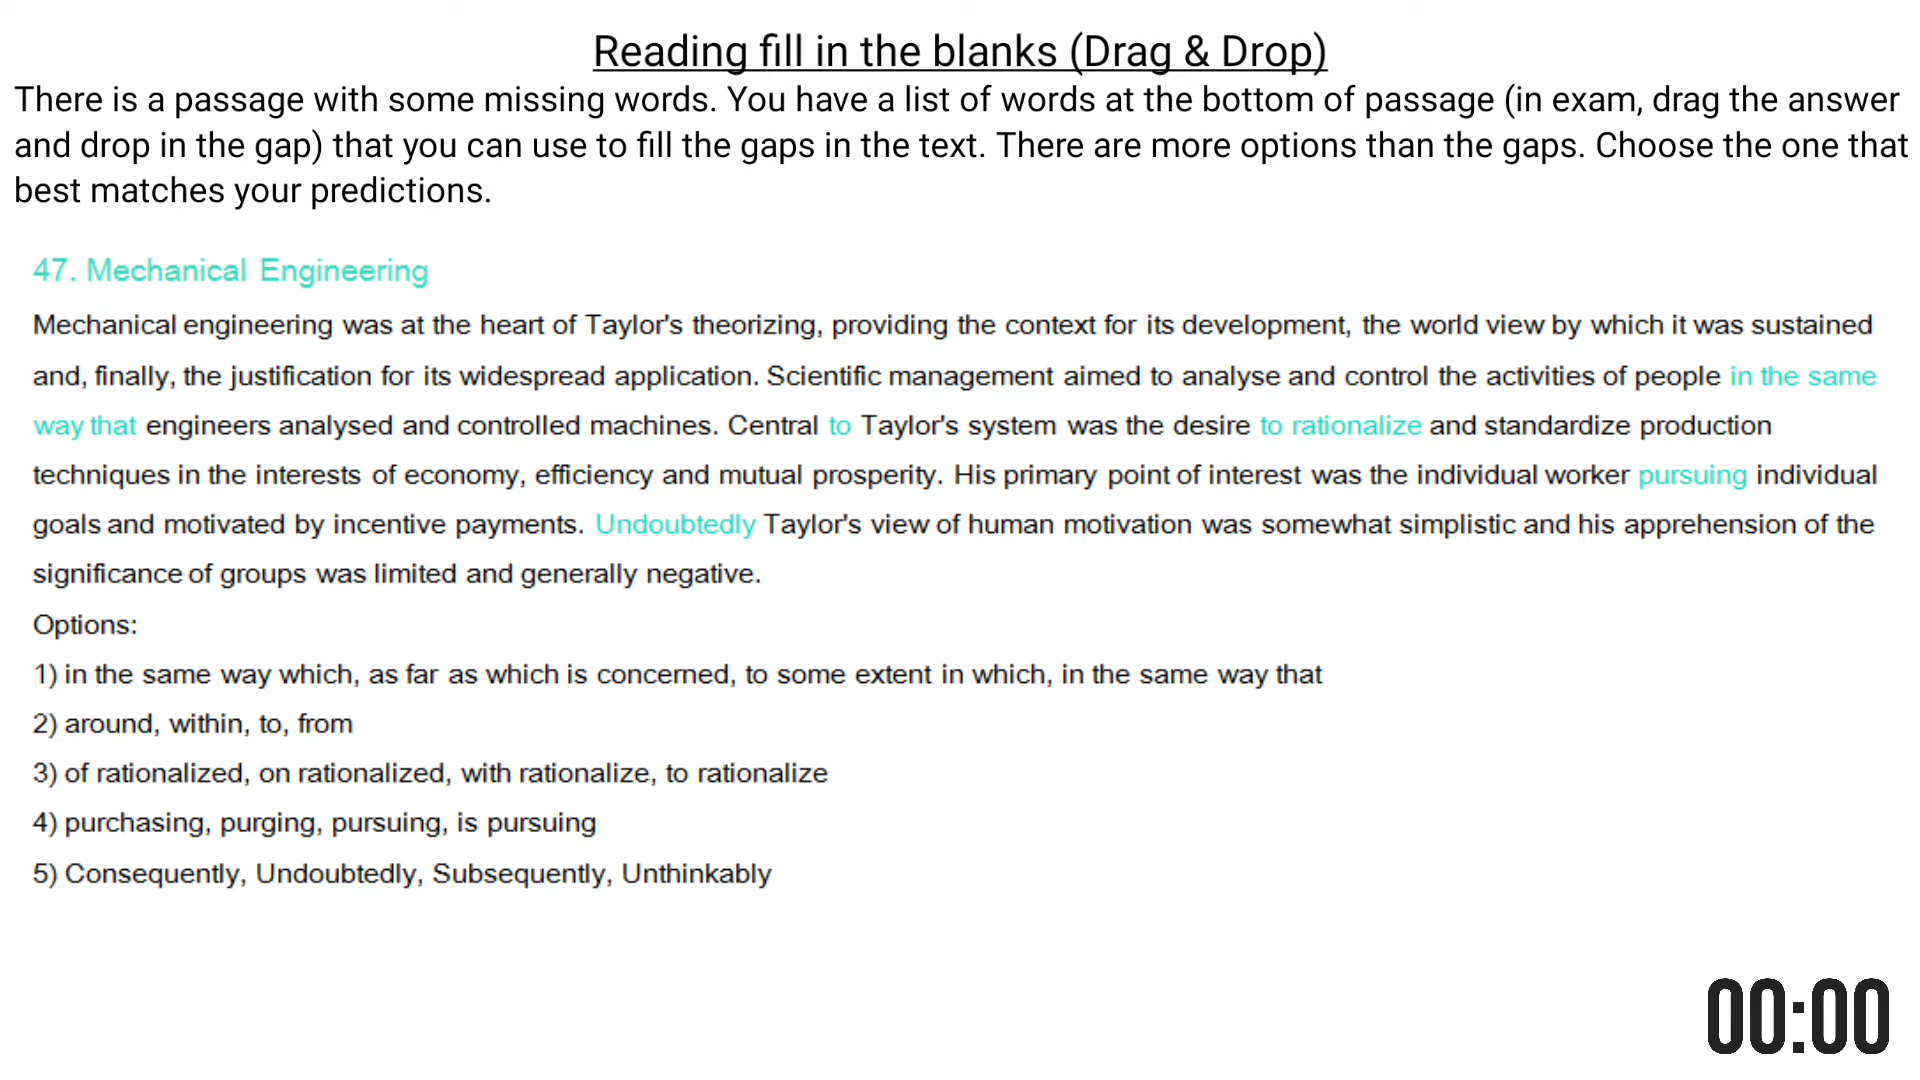 Reading fill in the blanks (Drag & Drop)
There is a passage with some missing words. You have a list of words at the bottom of passage (in exam, drag the answer
and drop in the gap) that you can use to fill the gaps in the text. There are more options than the gaps. Choose the one that
best matches your predictions.
47. Mechanical Engineering
Mechanical engineering was at the heart of Taylor's theorizing, providing the context for its development, the world view by which it was sustained
and, finally, the justification for its widespread application. Scientific management aimed to analyse and control the activities of people in the same
way that engineers analysed and controlled machines. Central to Taylor's system was the desire to rationalize and standardize production
techniques in the interests of economy, efficiency and mutual prosperity. His primary point of interest was the individual worker pursuing individual
goals and motivated by incentive payments. Undoubtedly Taylor's view of human motivation was somewhat simplistic and his apprehension of the
significance of groups was limited and generally negative.
Options:
1) in the same way which, as far as which is concerned, to some extent in which, in the same way that
2) around, within, to, from
3) of rationalized, on rationalized, with rationalize, to rationalize
4) purchasing, purging, pursuing, is pursuing
5) Consequently, Undoubtedly, Subsequently, Unthinkably
00:00